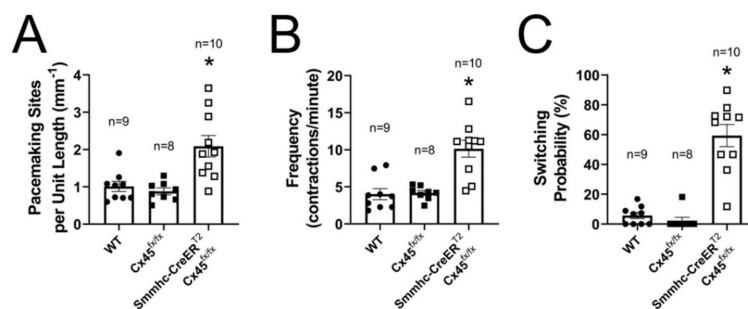 A
Pacemaking Sites
per Unit Length (mm⁻¹)
4
3
2
1
0
n=9
n=8
n=10
*
WT
Cx45fx/fx
Smmhc-CreERT2
Cx45fx/fx
B
Frequency
(contractions/minute)
20
15
10
5
0
n=9
n=8
n=10
*
WT
Cx45fx/fx
Smmhc-CreERT2
Cx45fx/fx
C
Switching
Probability (%)
100
80
60
40
20
0
n=9
n=8
n=10
*
WT
Cx45fx/fx
Smmhc-CreERT2
Cx45fx/fx